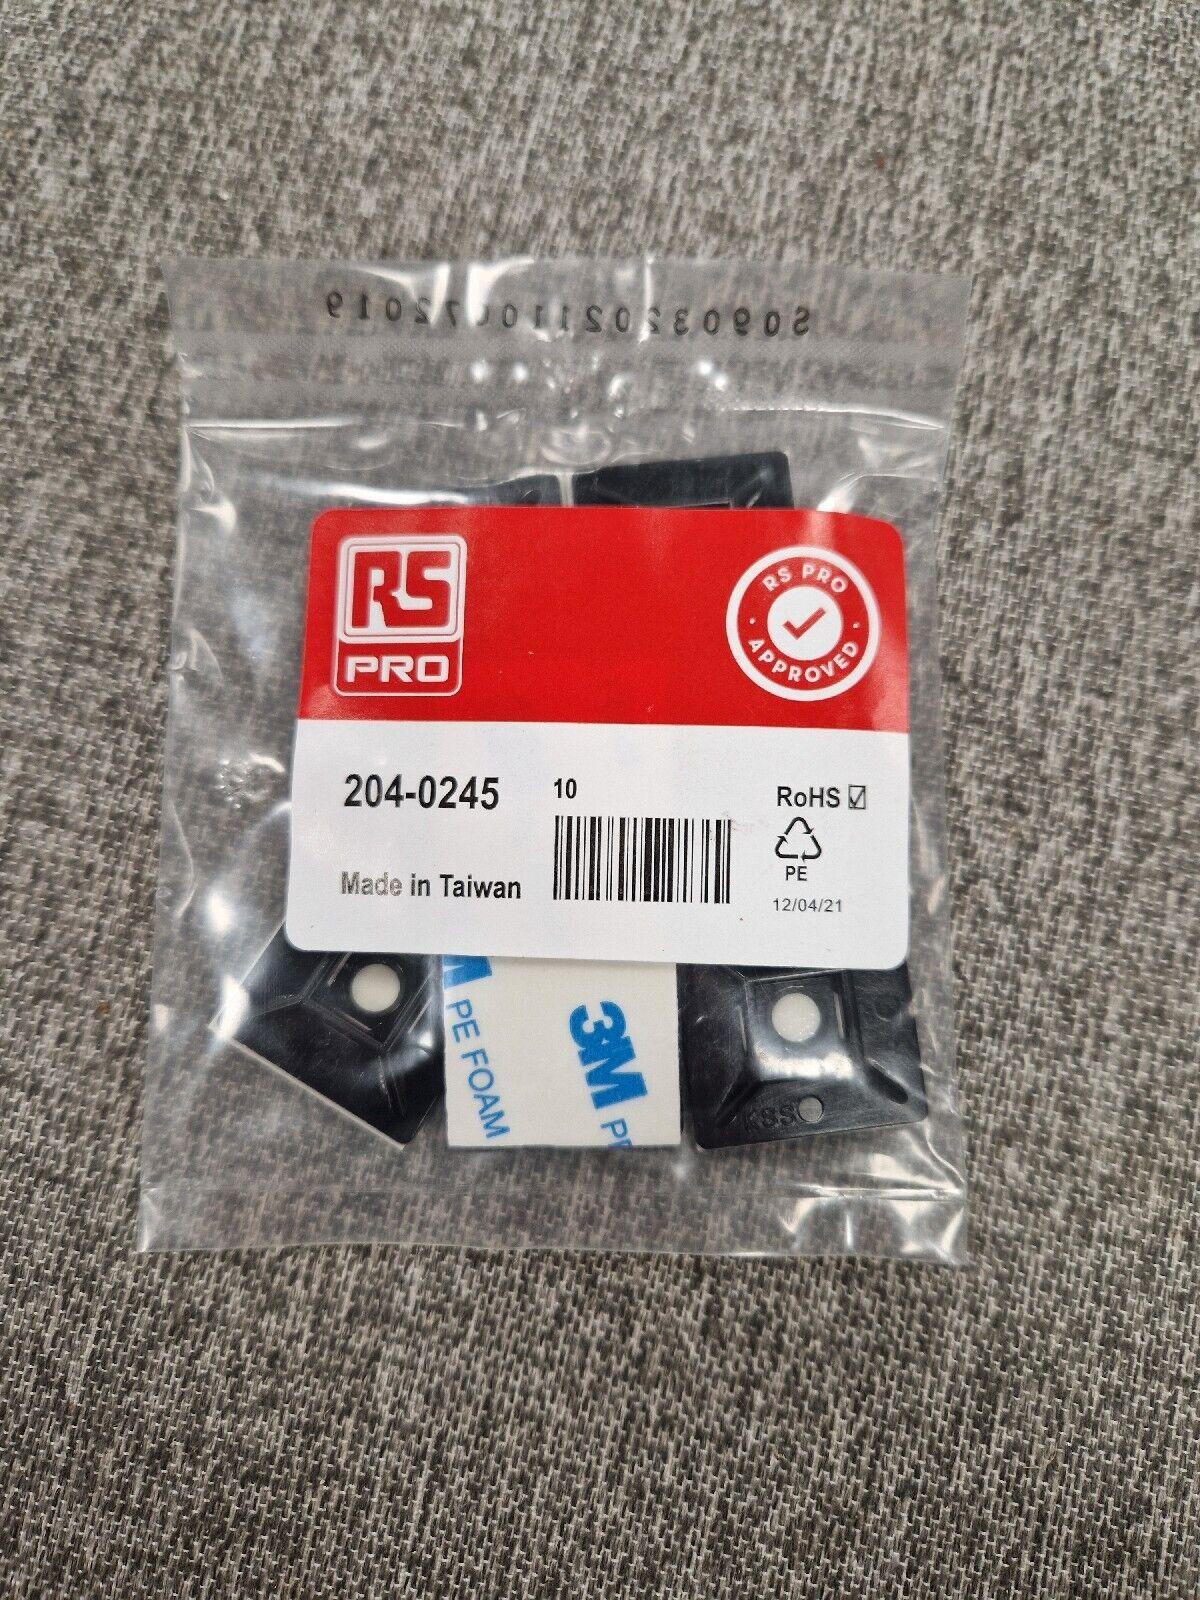 S0903202110072019
RS
PRO
RS PRO
APPROVED
204-0245
10
RoHS
Made in Taiwan
PE
12/04/21
M
PE FOAM
3M
PE
KSS